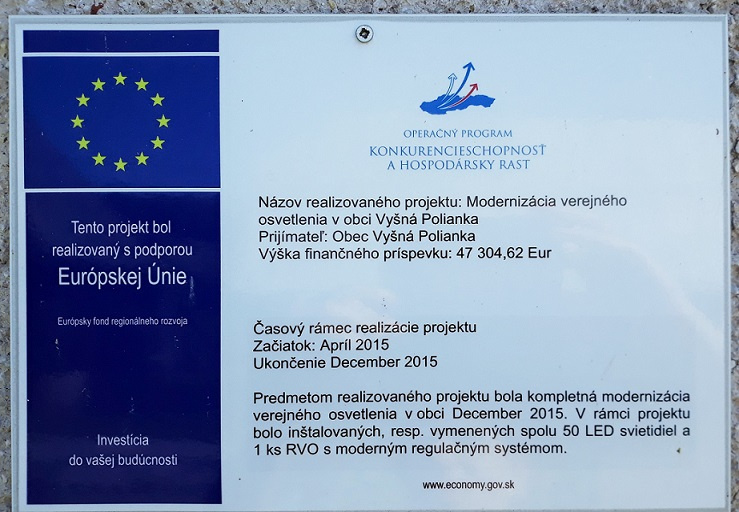 Tento projekt bol
realizovaný s podporou
Európskej Únie
Európsky fond regionálneho rozvoja
Investícia
do vašej budúcnosti
OPERAČNÝ PROGRAM
KONKURENCIESCHOPNOSŤ
A HOSPODÁRSKY RAST
Názov realizovaného projektu: Modernizácia verejného
osvetlenia v obci Vyšná Polianka
Prijímateľ: Obec Vyšná Polianka
Výška finančného príspevku: 47 304,62 Eur
Časový rámec realizácie projektu
Začiatok: Apríl 2015
Ukončenie December 2015
Predmetom realizovaného projektu bola kompletná modernizácia
verejného osvetlenia v obci December 2015. V rámci projektu
bolo inštalovaných, resp. vymenených spolu 50 LED svietidiel a
1 ks RVO s moderným regulačným systémom.
www.economy.gov.sk